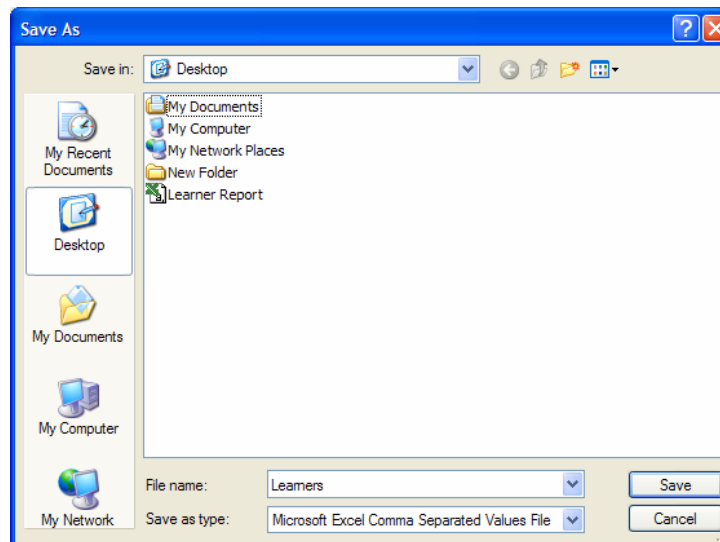 Save As
Save in:
Desktop
My Recent
Documents
Desktop
My Documents
My Computer
My Network
My Documents
My Computer
My Network Places
New Folder
Learner Report
File name:
Learners
Save
Save as type:
Microsoft Excel Comma Separated Values File
Cancel